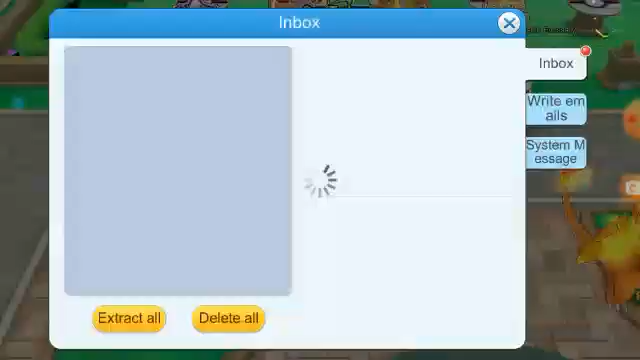 Inbox
Inbox
Write em
ails
System M
essage
Extract all
Delete all